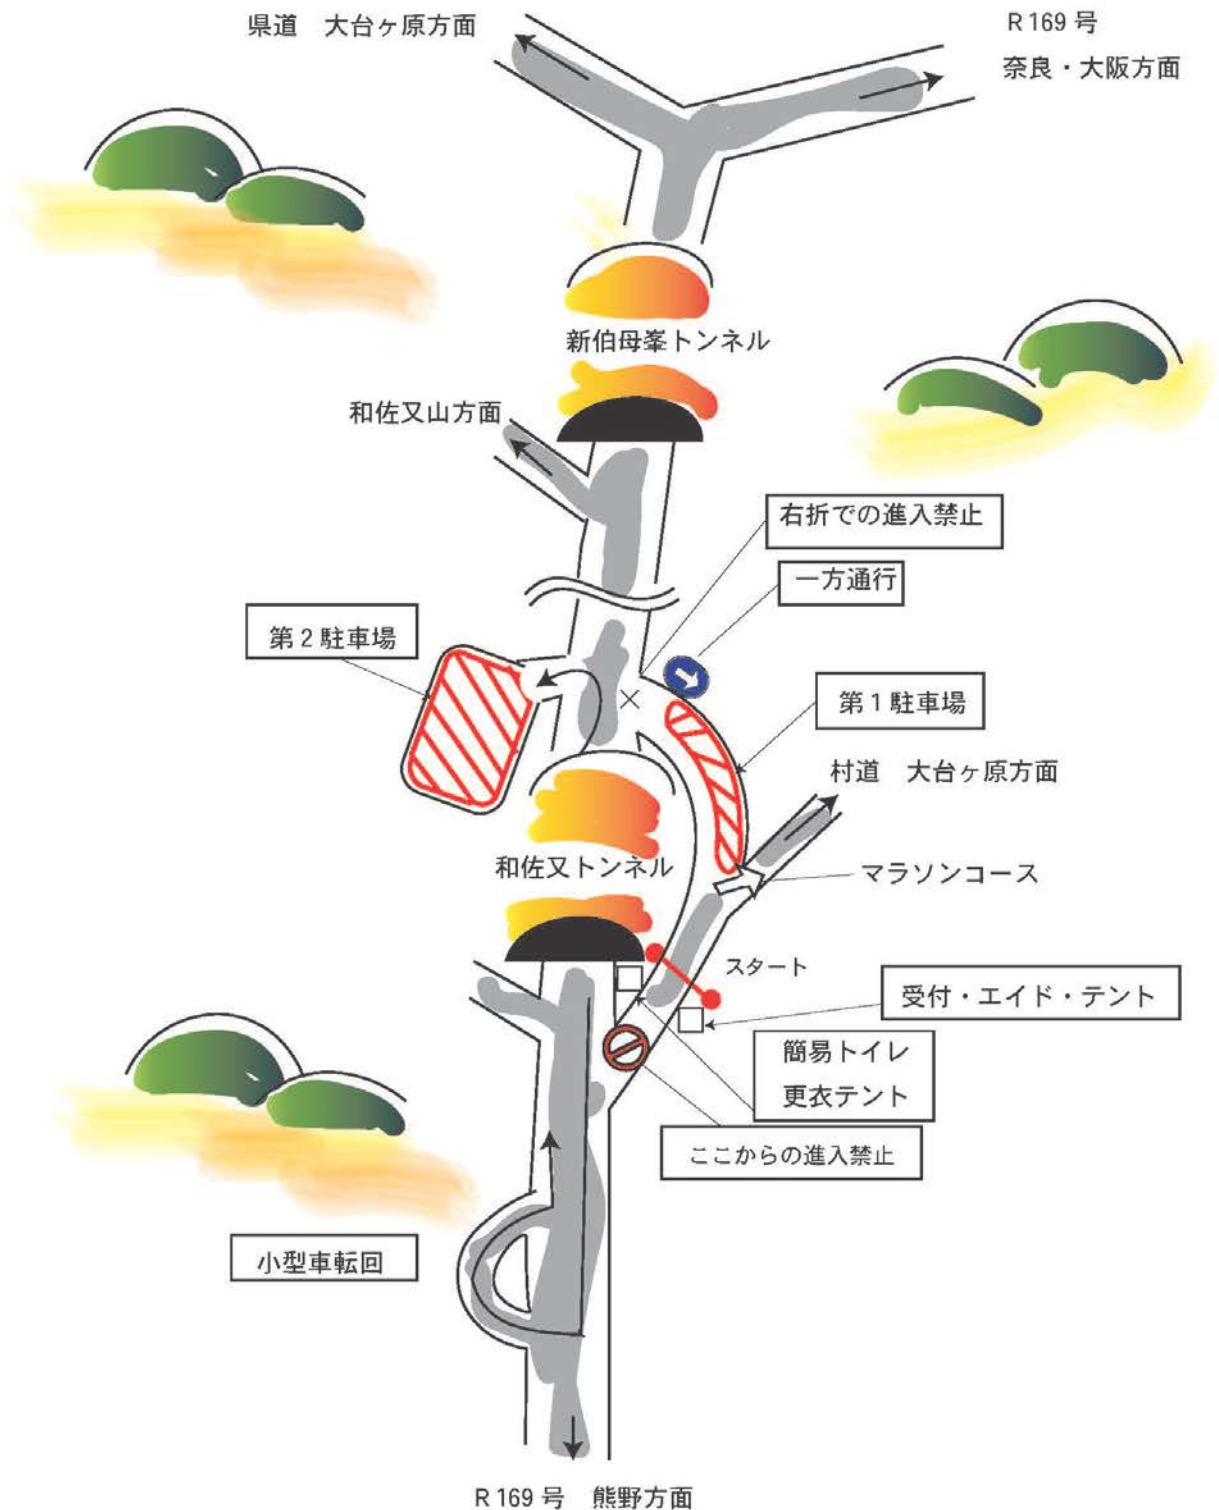 県道　大台ヶ原方面
R 169 号
奈良・大阪方面
新伯母峯トンネル
和佐又山方面
右折での進入禁止
一方通行
第２駐車場
第１駐車場
村道　大台ヶ原方面
和佐又トンネル
マラソンコース
スタート
受付・エイド・テント
簡易トイレ
更衣テント
ここからの進入禁止
小型車転回
R 169 号　熊野方面